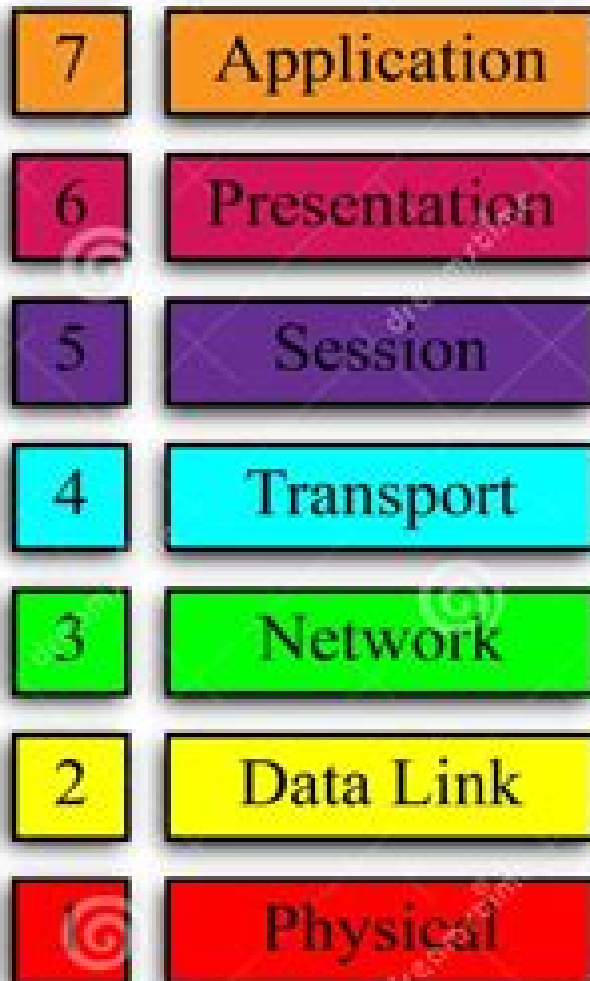 7 Application
6 Presentation
5 Session
4 Transport
3 Network
2 Data Link
Physical